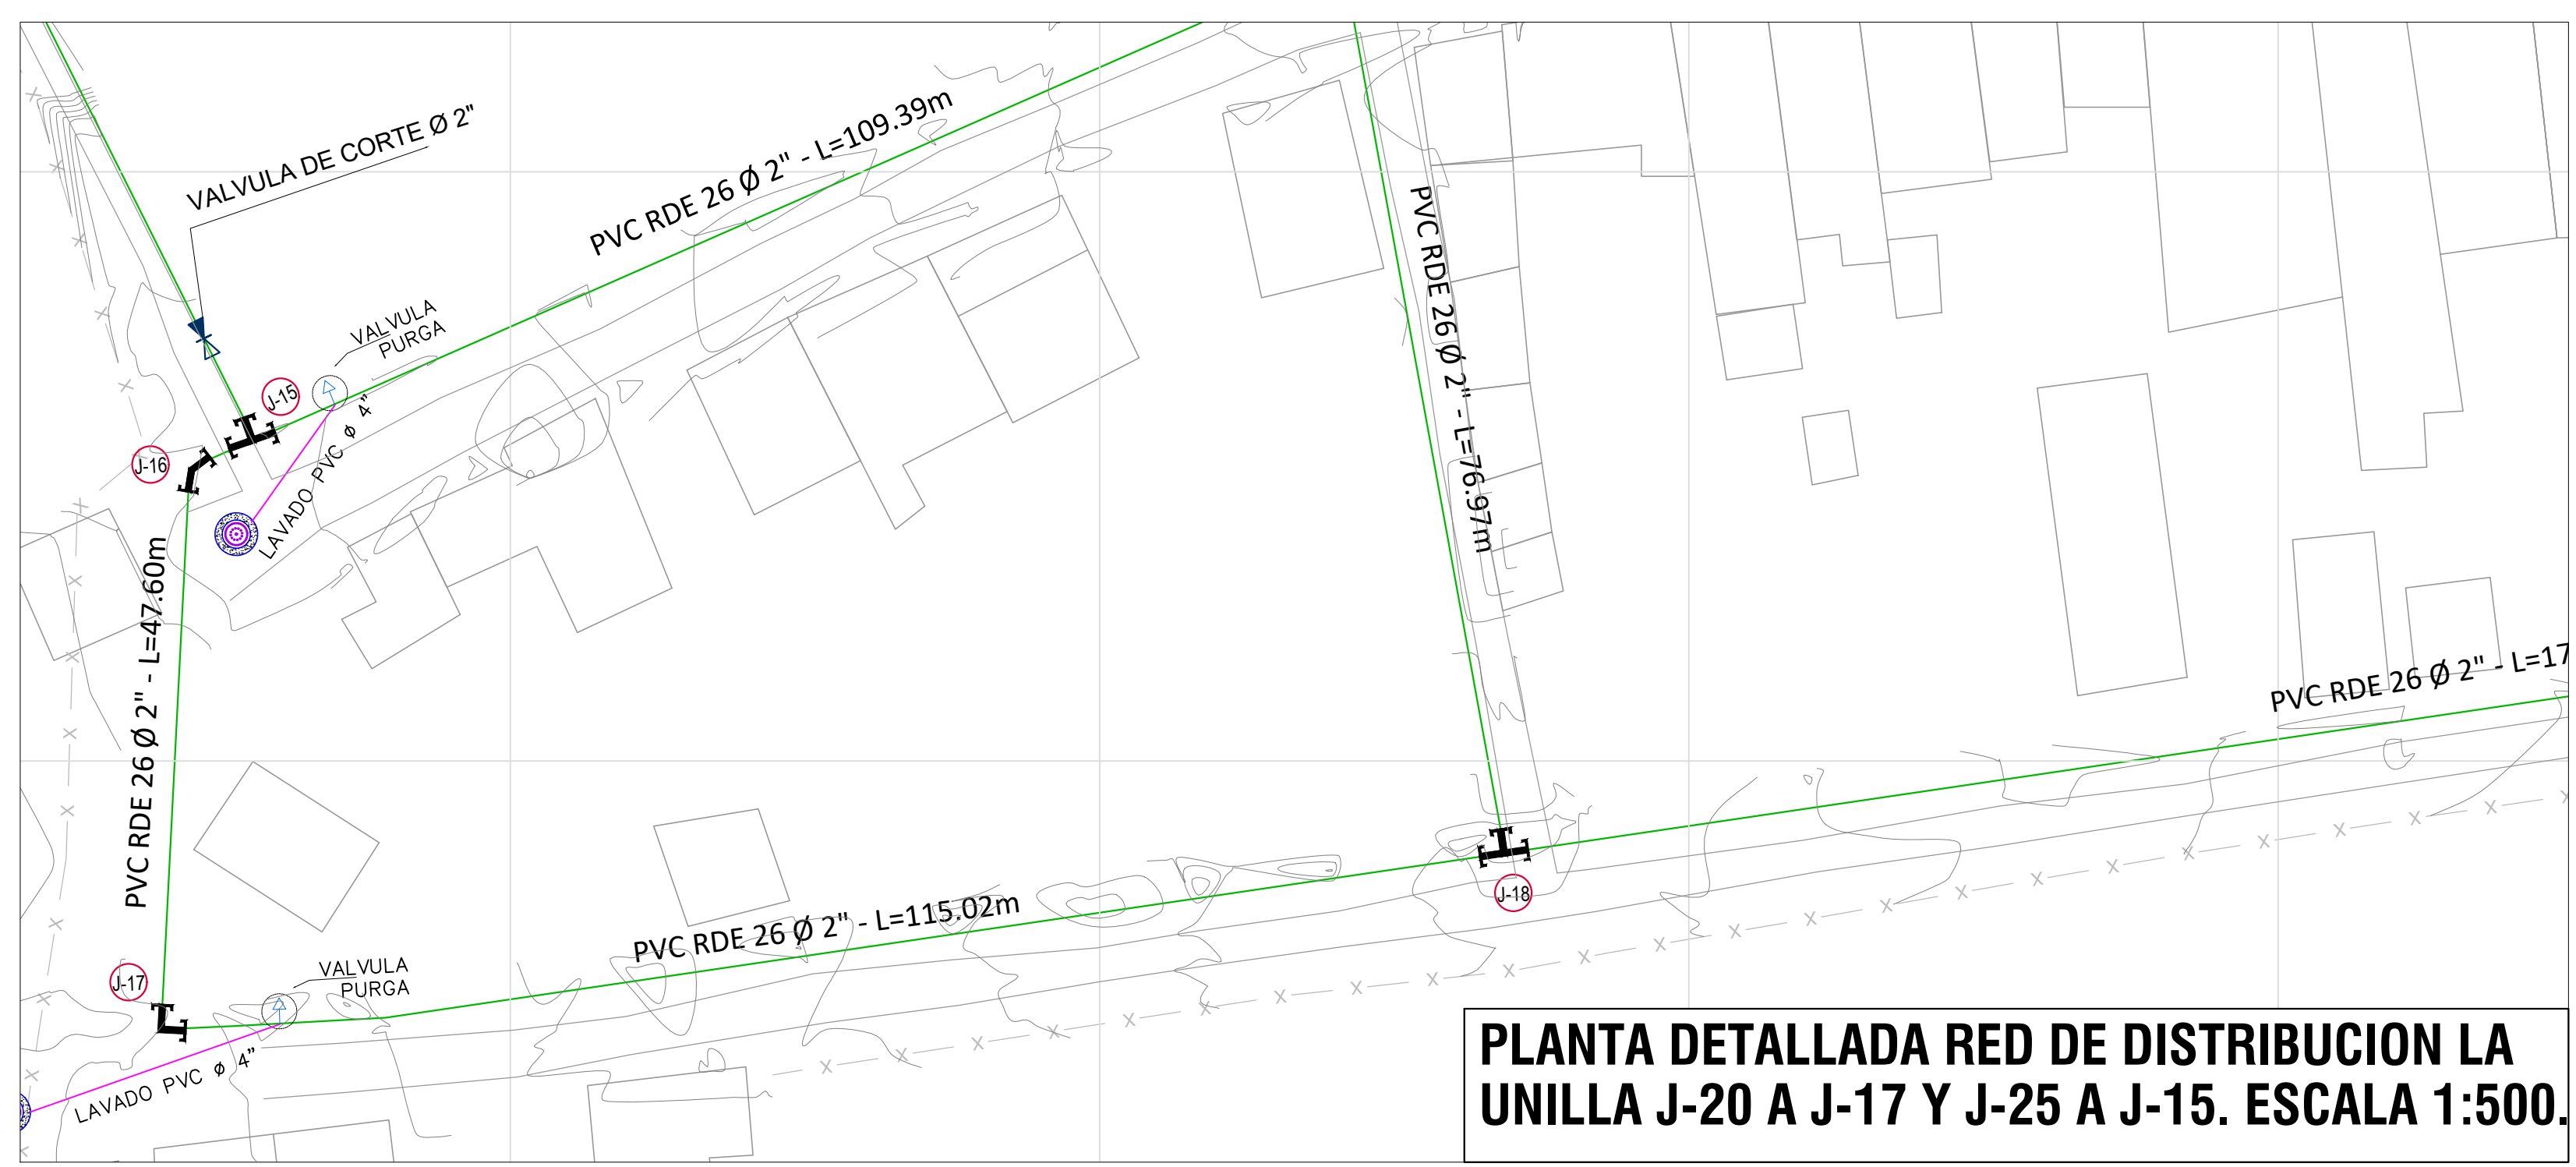 VALVULA DE CORTE Ø 2"
PVC RDE 26 Ø 2" - L=109.39m
PVC RDE 26 Ø 2" - L=76.97m
VALVULA
PURGA
J-15
J-16
LAVADO PVC ø 4"
PVC RDE 26 Ø 2" - L=47.60m
PVC RDE 26 Ø 2" - L=17
J-18
PVC RDE 26 Ø 2" - L=115.02m
J-17
VALVULA
PURGA
LAVADO PVC ø 4"
PLANTA DETALLADA RED DE DISTRIBUCION LA
UNILLA J-20 A J-17 Y J-25 A J-15. ESCALA 1:500.